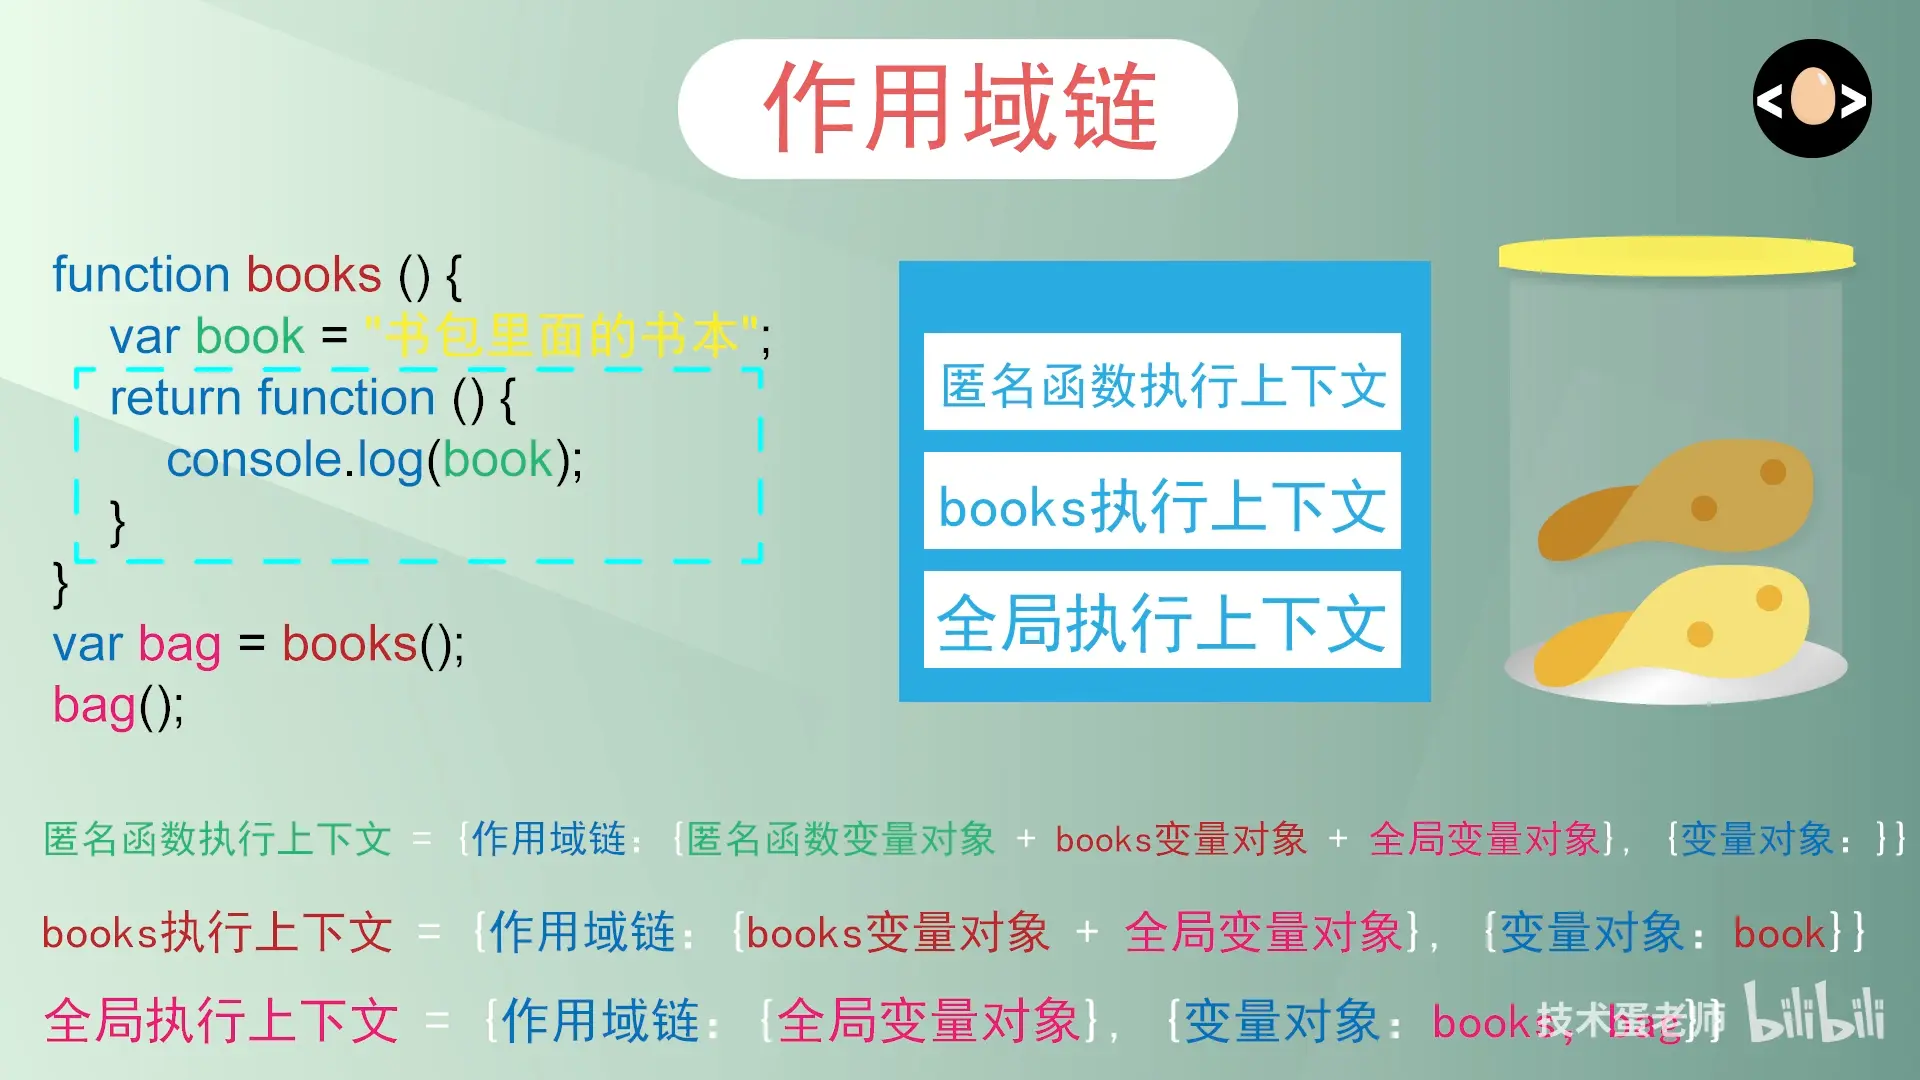 作用域链
< >
function books () {
var book = "书包里面的书本";
return function () {
console.log(book);
}
}
var bag = books();
bag();
匿名函数执行上下文
books执行上下文
全局执行上下文
匿名函数执行上下文 = {作用域链: {匿名函数变量对象 + books变量对象 + 全局变量对象}, {变量对象: }}
books执行上下文 = {作用域链: {books变量对象 + 全局变量对象}, {变量对象: book}}
全局执行上下文 = {作用域链: {全局变量对象}, {变量对象: books, bag}}
技术蛋老师 bilibili